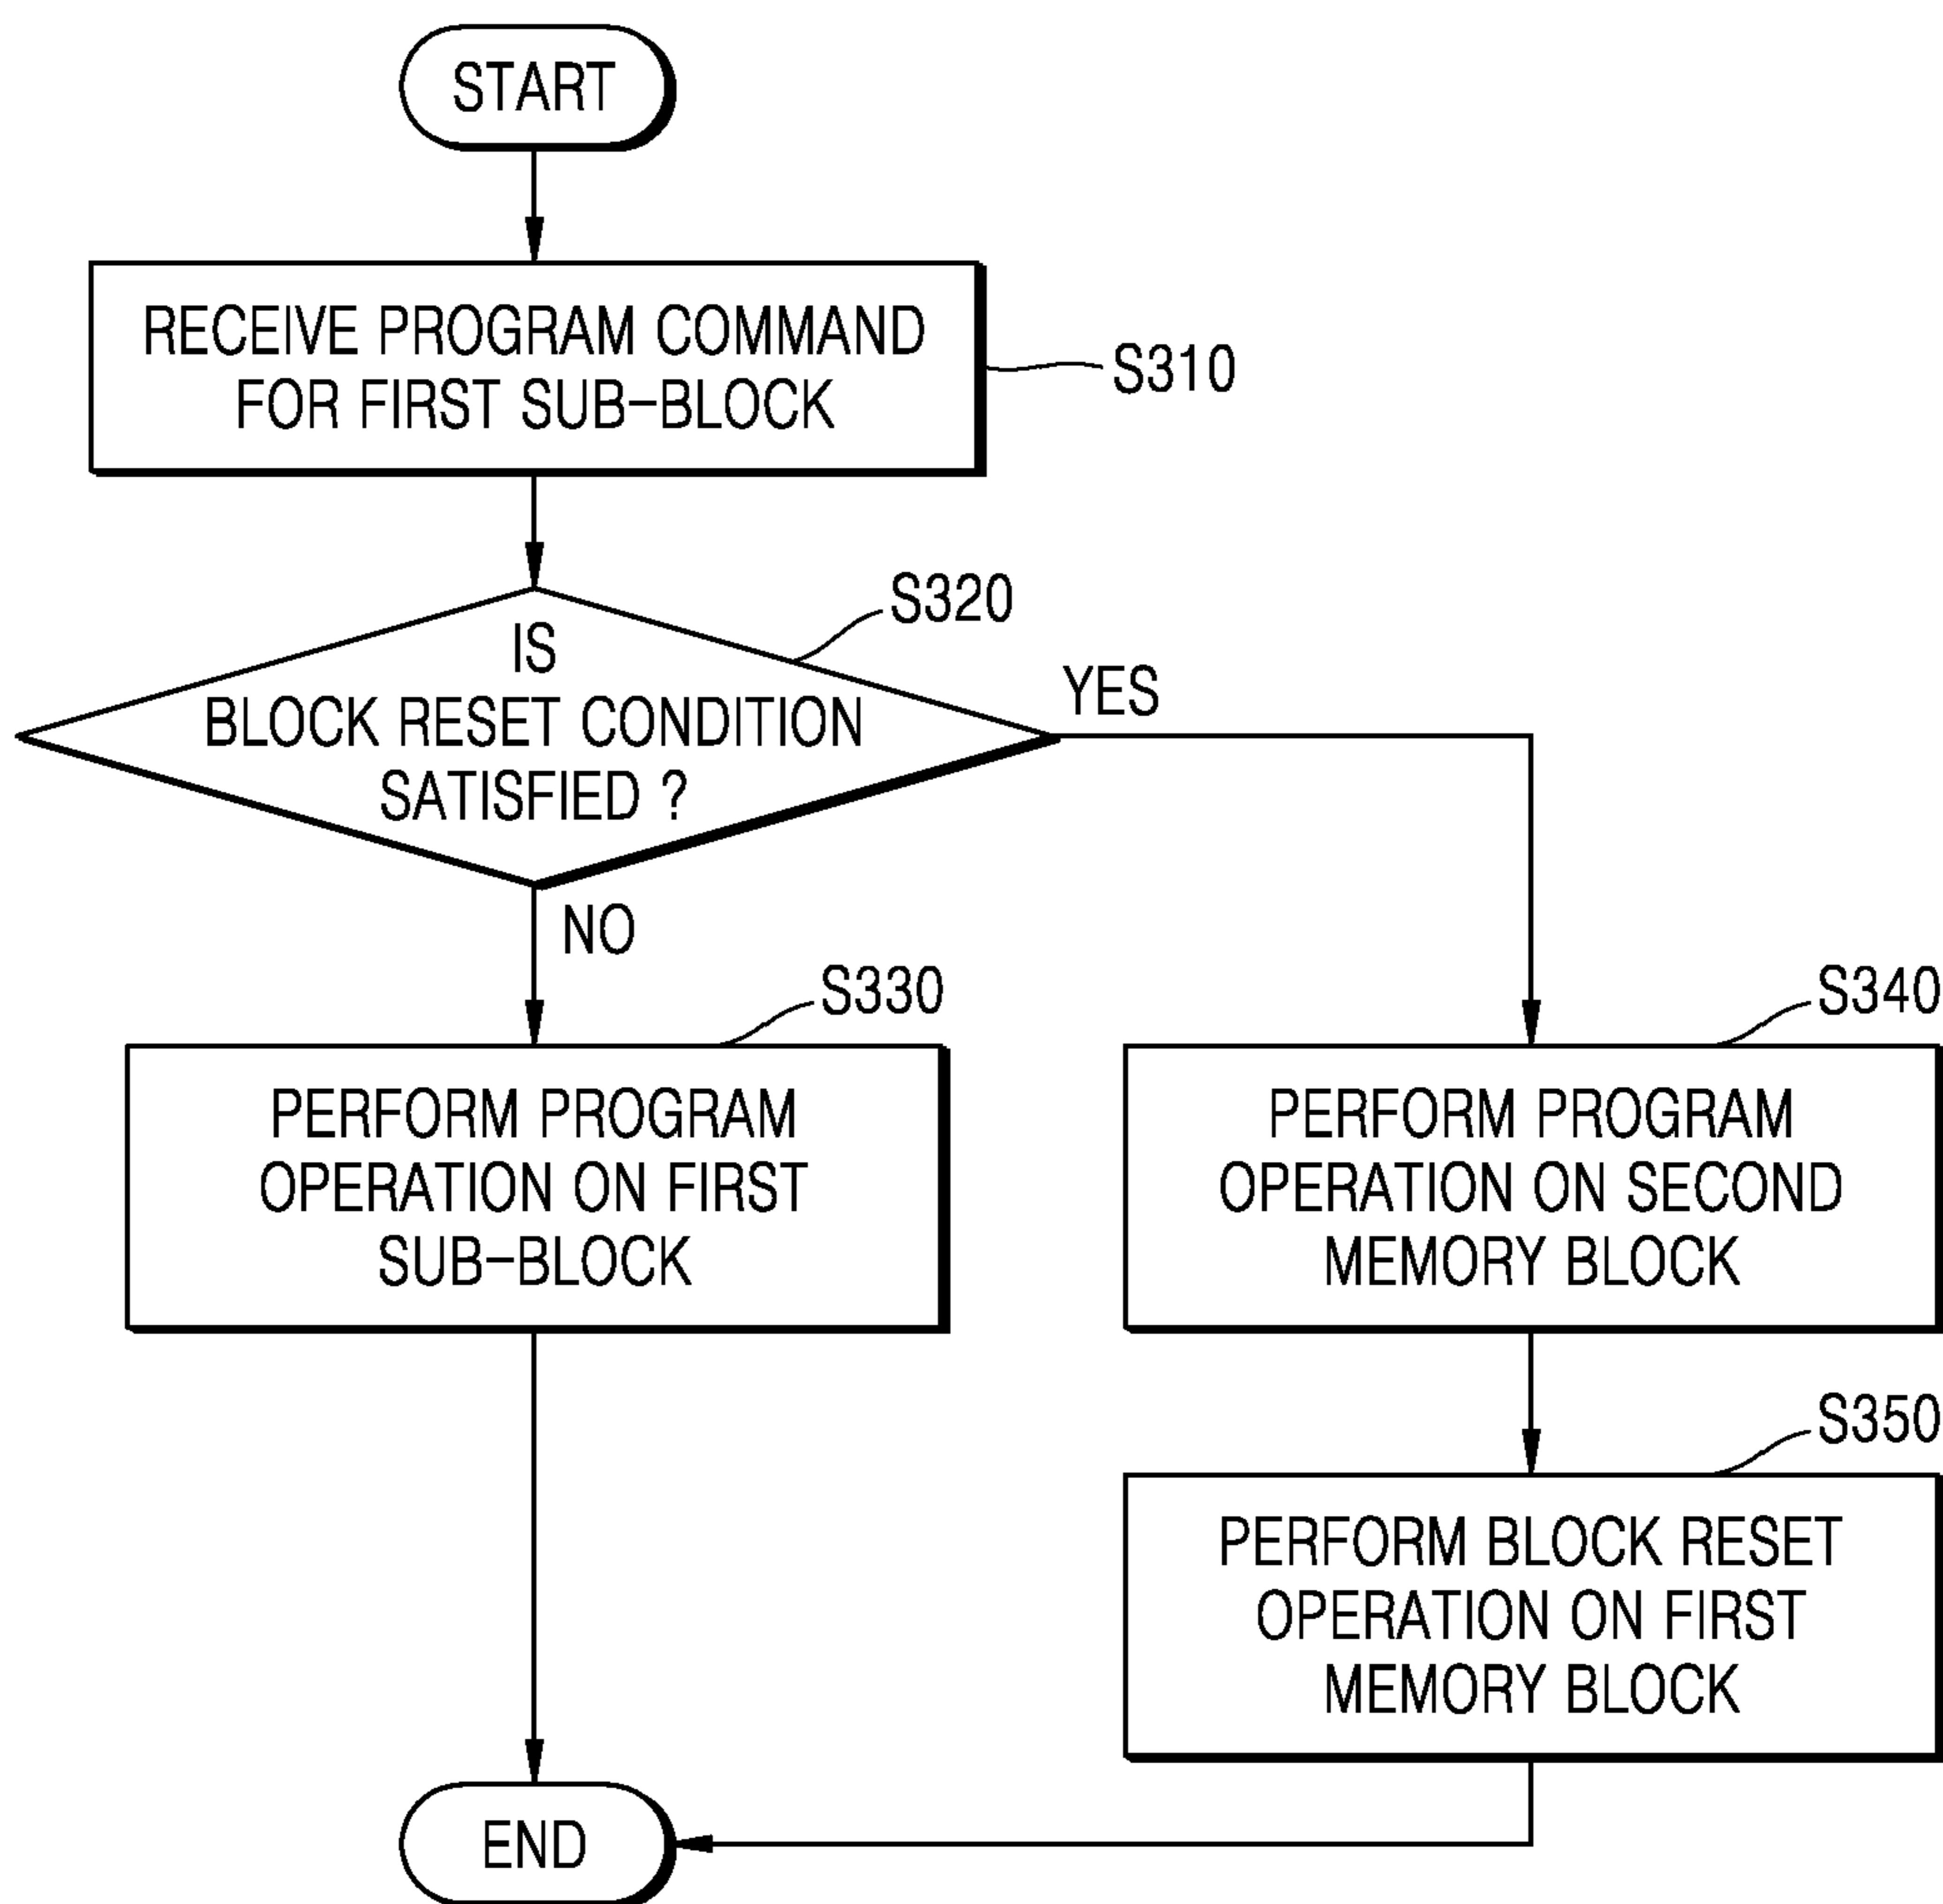 START
RECEIVE PROGRAM COMMAND
FOR FIRST SUB-BLOCK
S310
S320
IS
BLOCK RESET CONDITION
SATISFIED ?
YES
NO
S330
PERFORM PROGRAM
OPERATION ON FIRST
SUB-BLOCK
S340
PERFORM PROGRAM
OPERATION ON SECOND
MEMORY BLOCK
S350
PERFORM BLOCK RESET
OPERATION ON FIRST
MEMORY BLOCK
END